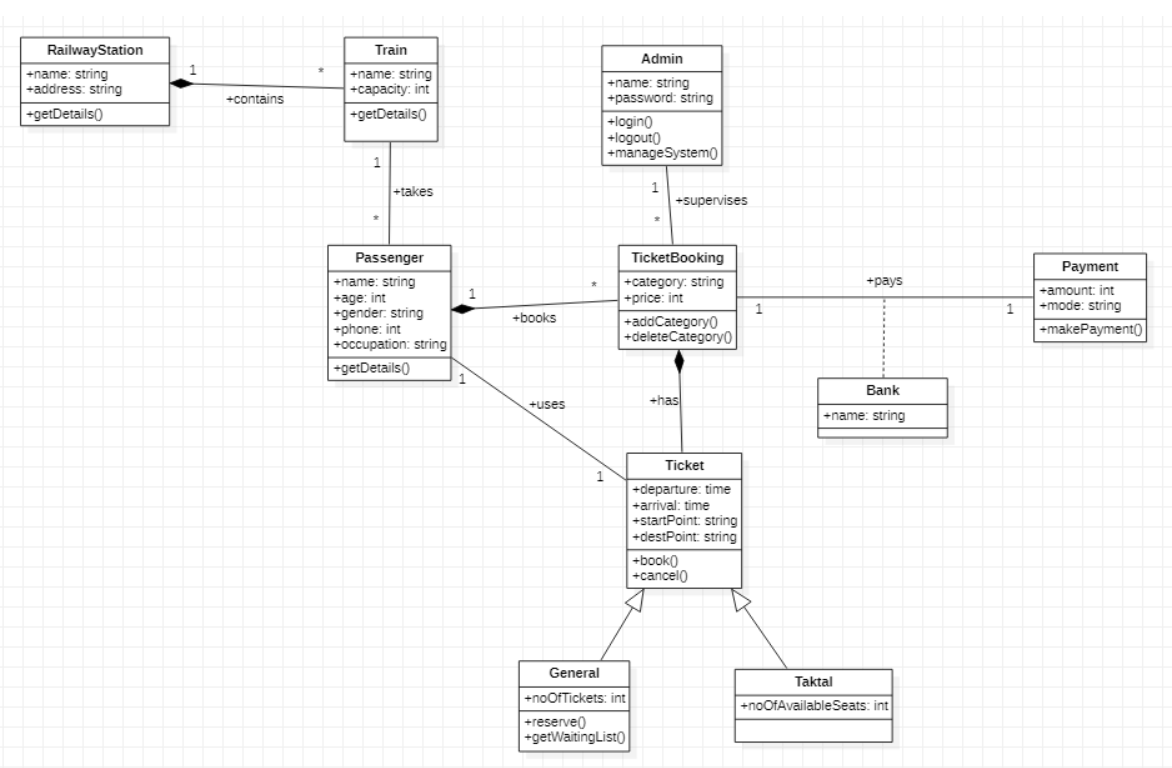 RailwayStation
+name: string
+address: string
+getDetails()
1
*
+contains
Train
+name: string
+capacity: int
+getDetails()
Admin
+name: string
+password: string
+login()
+logout()
+manageSystem()
1
+takes
*
1
+supervises
*
Passenger
+name: string
+age: int
+gender: string
+phone: int
+occupation: string
+getDetails()
1
*
+books
TicketBooking
+category: string
+price: int
+addCategory()
+deleteCategory()
+pays
1
1
Payment
+amount: int
+mode: string
+makePayment()
Bank
+name: string
1
+uses
1
+has
Ticket
+departure: time
+arrival: time
+startPoint: string
+destPoint: string
+book()
+cancel()
General
+noOfTickets: int
+reserve()
+getWaitingList()
Taktal
+noOfAvailableSeats: int